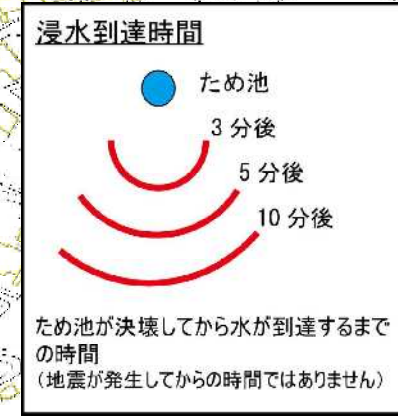 浸水到達時間
ため池
3分後
5分後
10分後
ため池が決壊してから水が到達するまで
の時間
（地震が発生してからの時間ではありません）